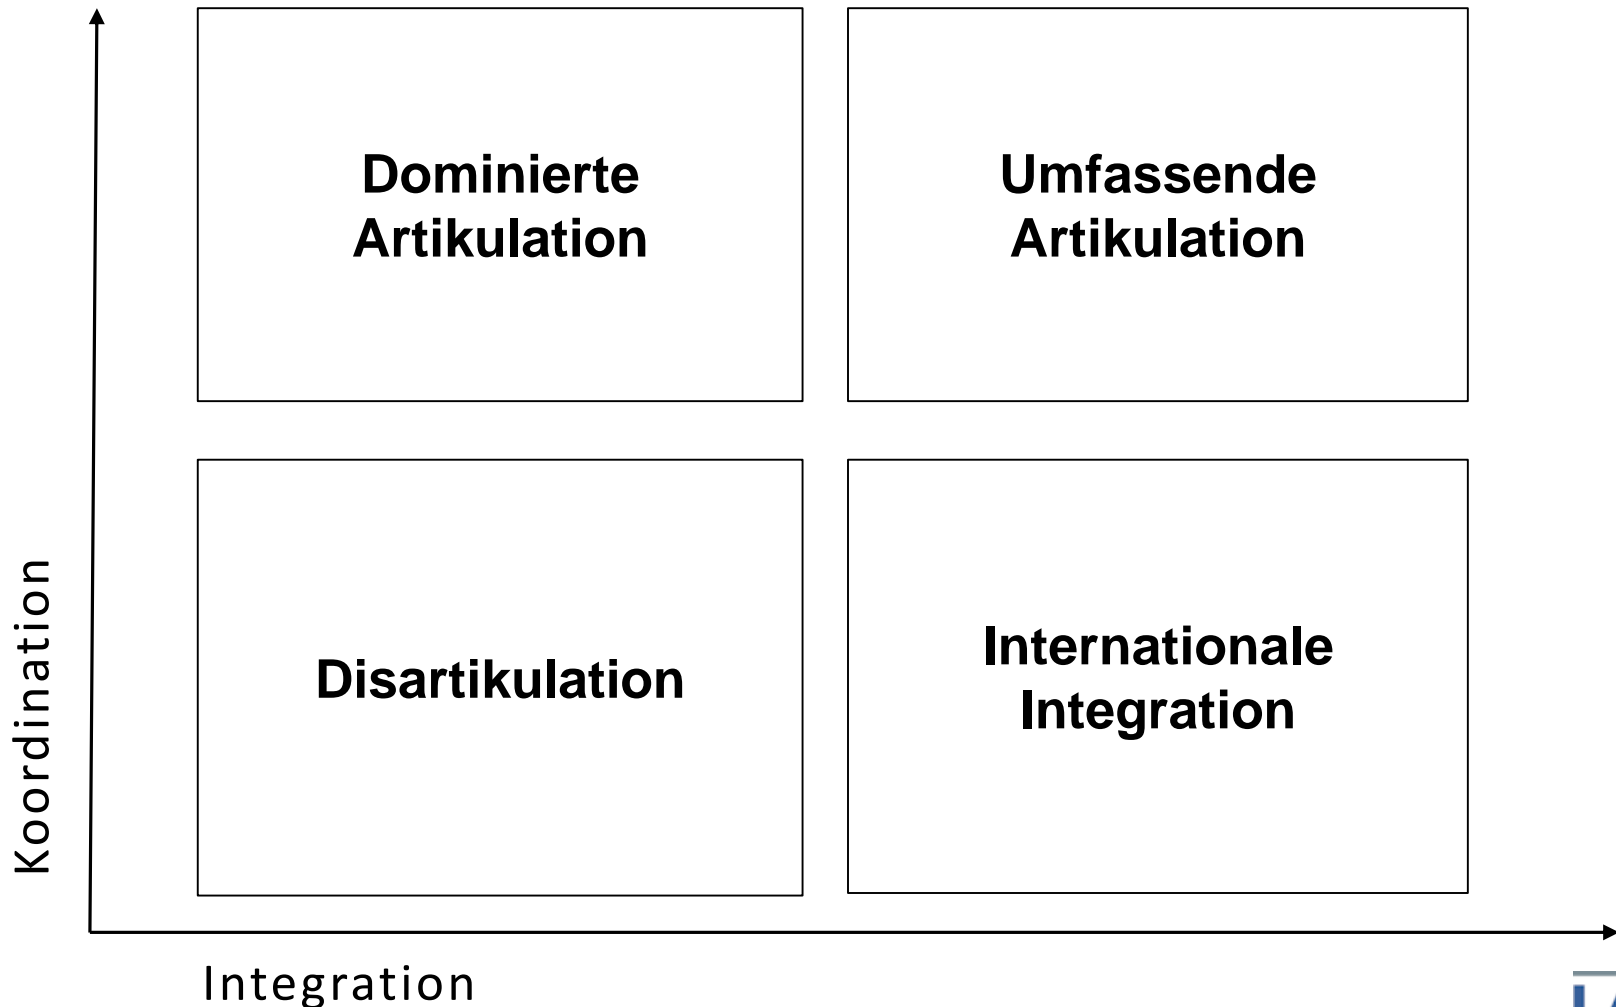 Dominierte
Artikulation
Umfassende
Artikulation
Disartikulation
Internationale
Integration
Koordination
Integration